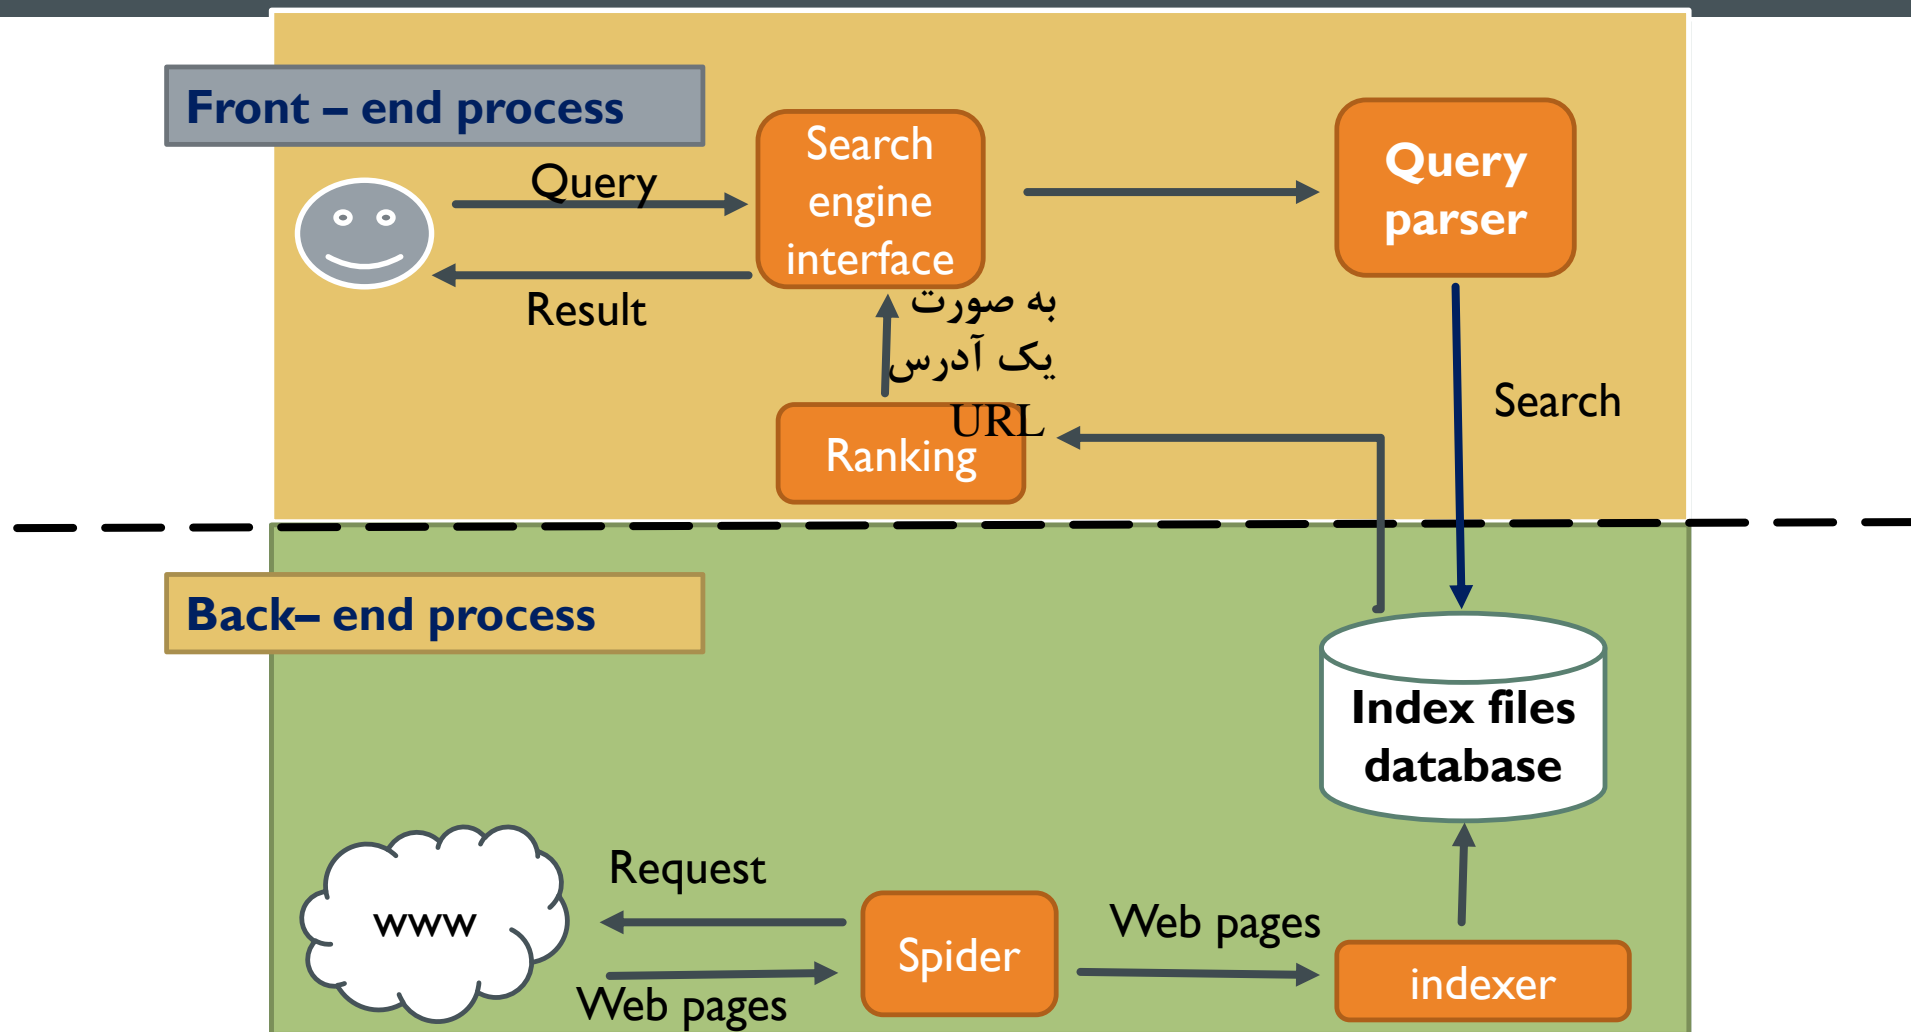 Front – end process
Query
Result
Search
engine
interface
Query
parser
به صورت
یک آدرس
URL
Ranking
Search
Back– end process
Index files
database
www
Request
Web pages
Spider
Web pages
indexer